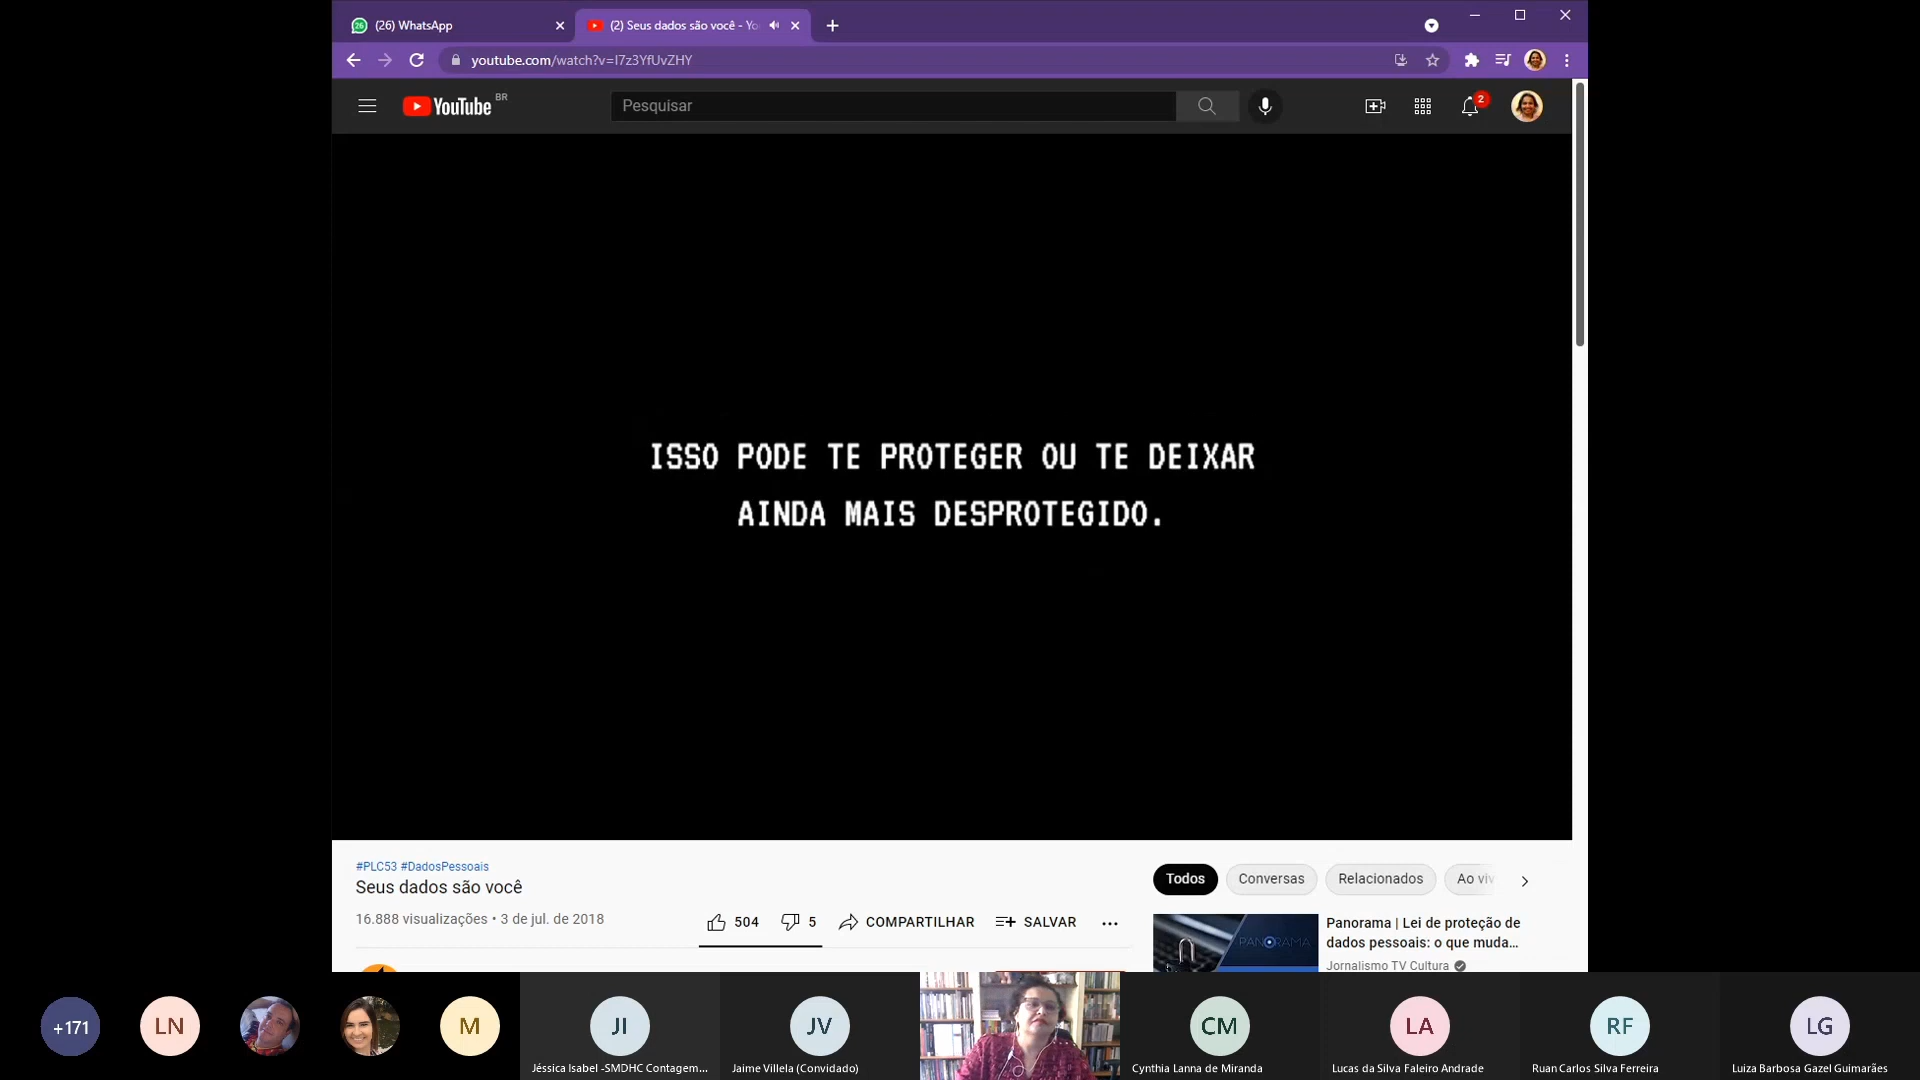 (26) WhatsApp
(2) Seus dados são você - Yo
youtube.com/watch?v=I7z3YfUvZHY
YouTube BR
Pesquisar
2
ISSO PODE TE PROTEGER OU TE DEIXAR
AINDA MAIS DESPROTEGIDO.
#PLC53 #DadosPessoais
Seus dados são você
16.888 visualizações • 3 de jul. de 2018
504
5
COMPARTILHAR
SALVAR
Todos
Conversas
Relacionados
Ao viv
PANORAMA
Panorama | Lei de proteção de
dados pessoais: o que muda...
Jornalismo TV Cultura
+171
LN
M
JI
JV
CM
LA
RF
LG
Jéssica Isabel -SMDHC Contagem...
Jaime Villela (Convidado)
Cynthia Lanna de Miranda
Lucas da Silva Faleiro Andrade
Ruan Carlos Silva Ferreira
Luiza Barbosa Gazel Guimarães